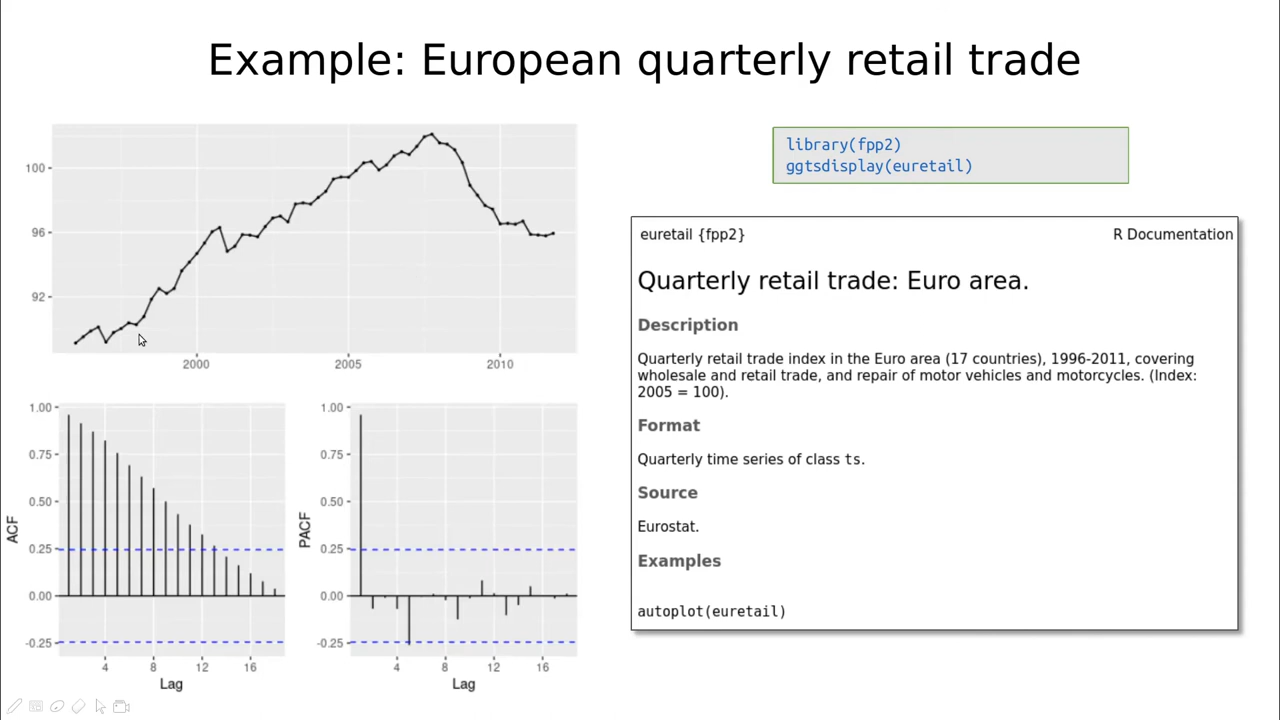 Example: European quarterly retail trade
100
96
92
2000 2005 2010
1.00
0.75
0.50
0.25
0.00
-0.25
ACF
4 8 12 16
Lag
1.00
0.75
0.50
0.25
0.00
-0.25
PACF
4 8 12 16
Lag
library(fpp2)
ggtsdisplay(euretail)
euretail {fpp2} R Documentation
Quarterly retail trade: Euro area.
Description
Quarterly retail trade index in the Euro area (17 countries), 1996-2011, covering
wholesale and retail trade, and repair of motor vehicles and motorcycles. (Index:
2005 = 100).
Format
Quarterly time series of class ts.
Source
Eurostat.
Examples
autoplot(euretail)